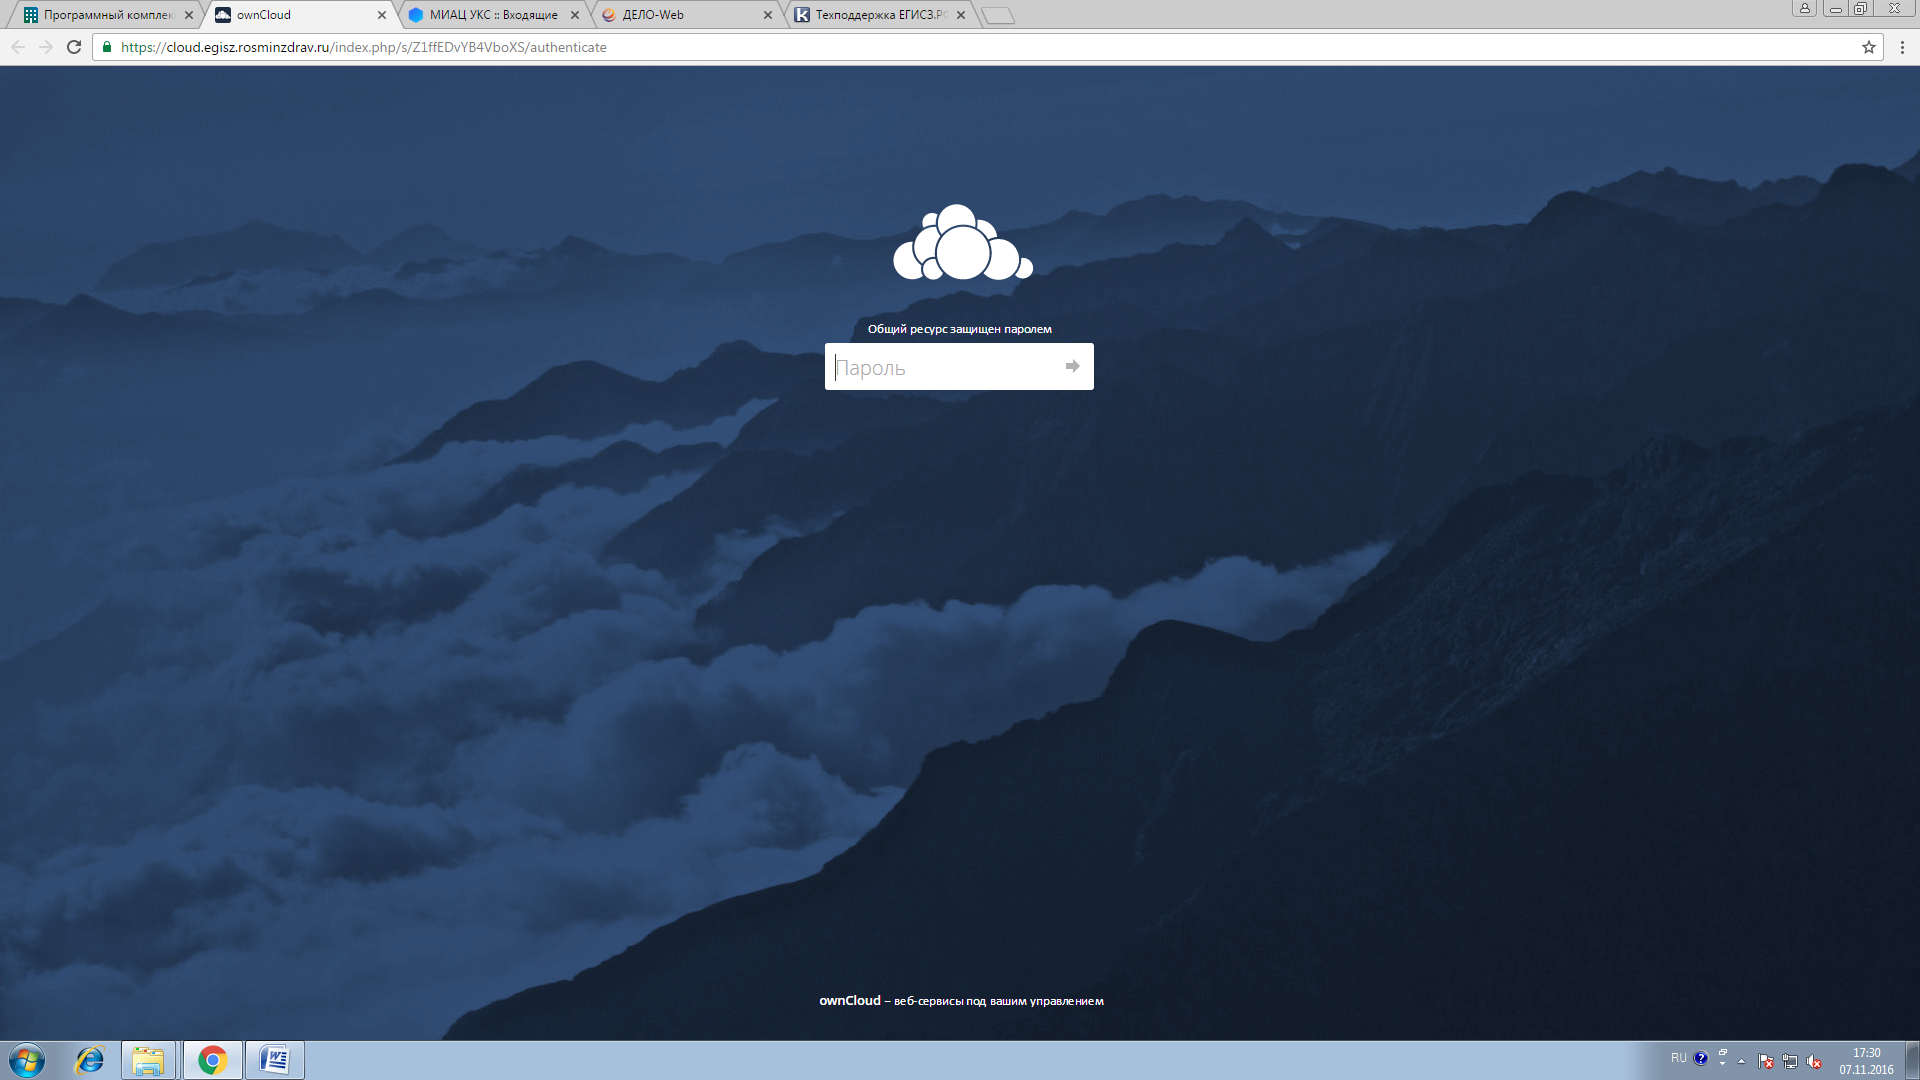 Программный комплек
ownCloud
МИАЦ УКС :: Входящие
ДЕЛО-Web
Техподдержка ЕГИСЗ.РФ
https://cloud.egisz.rosminzdrav.ru/index.php/s/Z1ffEDvYB4VboXS/authenticate
Общий ресурс защищен паролем
Пароль
ownCloud – веб-сервисы под вашим управлением
RU
17:30
07.11.2016